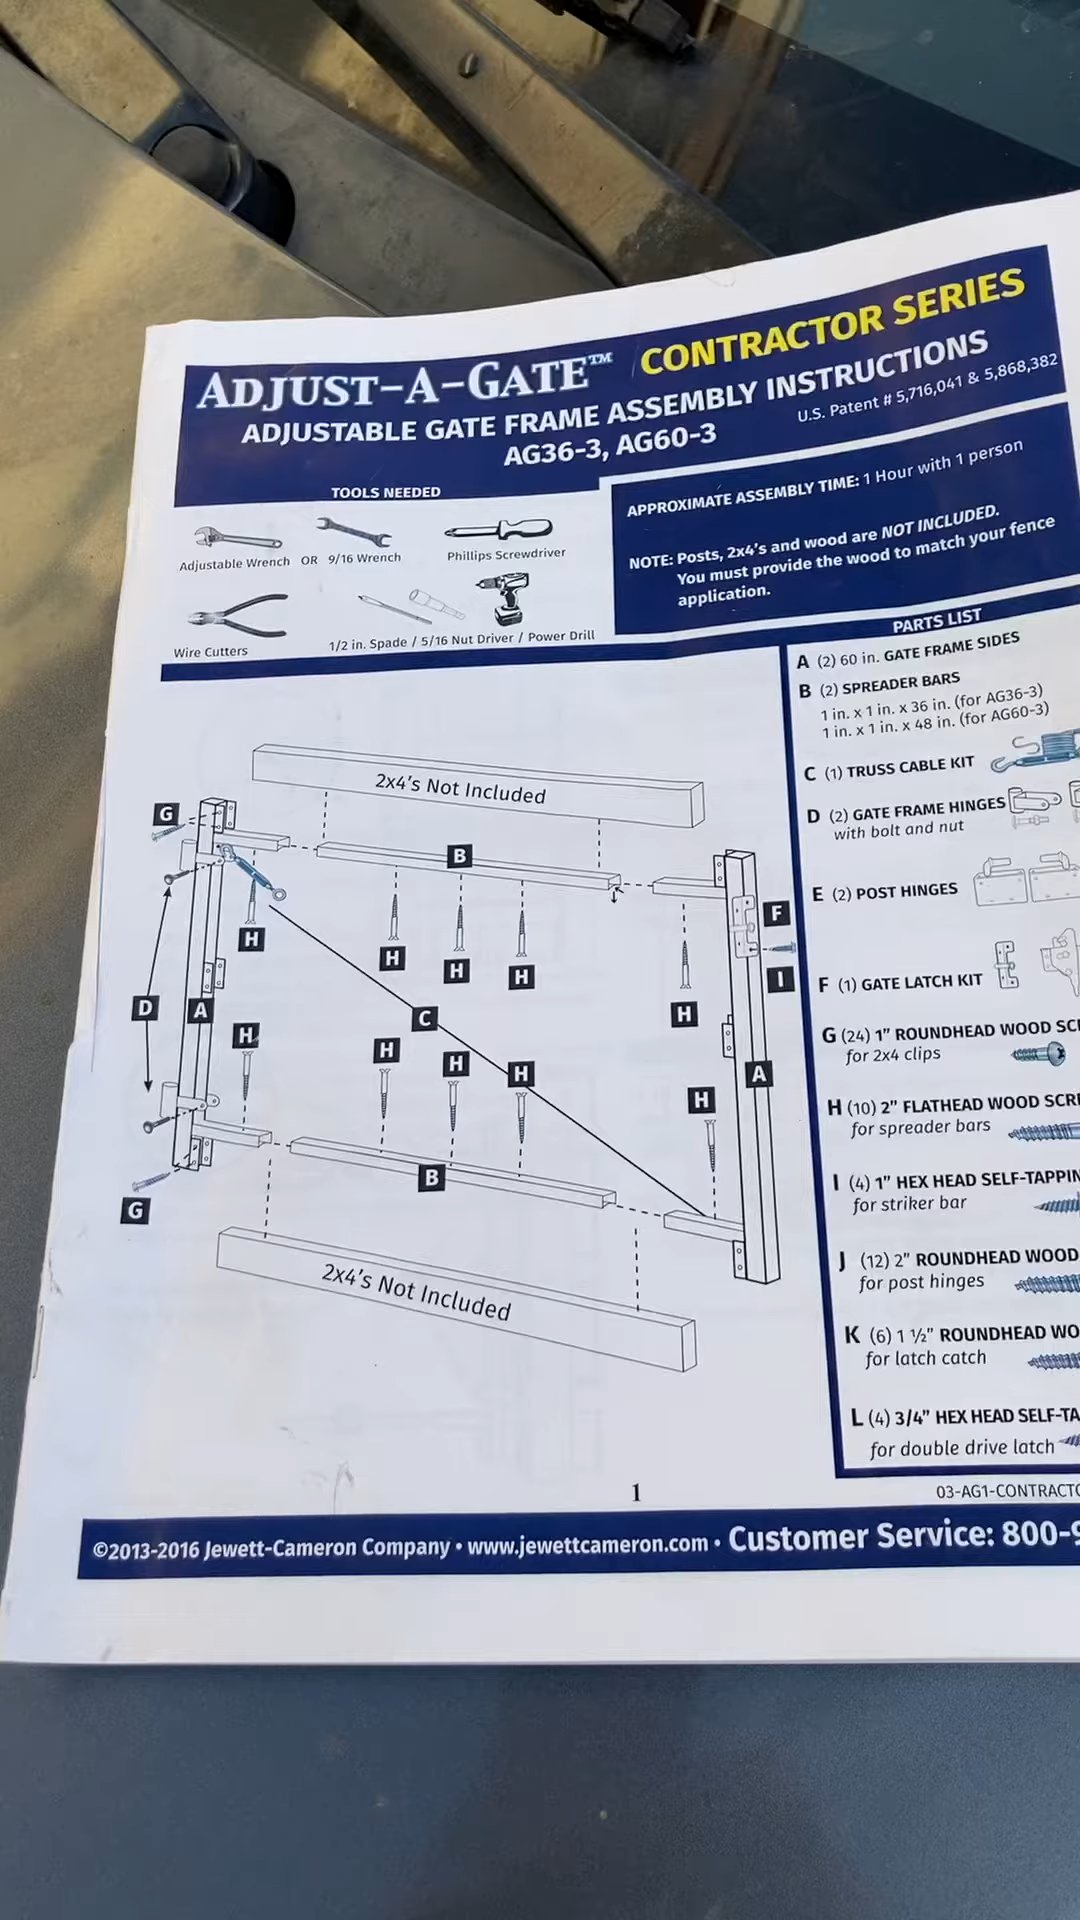 ADJUST-A-GATE™ CONTRACTOR SERIES
ADJUSTABLE GATE FRAME ASSEMBLY INSTRUCTIONS
AG36-3, AG60-3
U.S. Patent # 5,716,041 & 5,868,382
TOOLS NEEDED
Adjustable Wrench OR 9/16 Wrench
Phillips Screwdriver
Wire Cutters
1/2 in. Spade / 5/16 Nut Driver / Power Drill
APPROXIMATE ASSEMBLY TIME: 1 Hour with 1 person
NOTE: Posts, 2x4's and wood are NOT INCLUDED.
You must provide the wood to match your fence
application.
PARTS LIST
A (2) 60 in. GATE FRAME SIDES
B (2) SPREADER BARS
1 in. x 1 in. x 36 in. (for AG36-3)
1 in. x 1 in. x 48 in. (for AG60-3)
C (1) TRUSS CABLE KIT
D (2) GATE FRAME HINGES
with bolt and nut
E (2) POST HINGES
F (1) GATE LATCH KIT
G (24) 1" ROUNDHEAD WOOD
for 2x4 clips
H (10) 2" FLATHEAD WOOD
for spreader bars
I (4) 1" HEX HEAD
for striker bar
J (12) 2" ROUNDHEAD WOOD
for post hinges
K (6) 1 ½" ROUNDHEAD
for latch catch
L (4) 3/4" HEX HEAD
for double drive latch
2x4's Not Included
G
B
H
H
H
H
H
F
I
D
A
C
H
H
H
H
H
A
B
G
2x4's Not Included
1
©2013-2016 Jewett-Cameron Company • www.jewettcameron.com • Customer Service: 800-